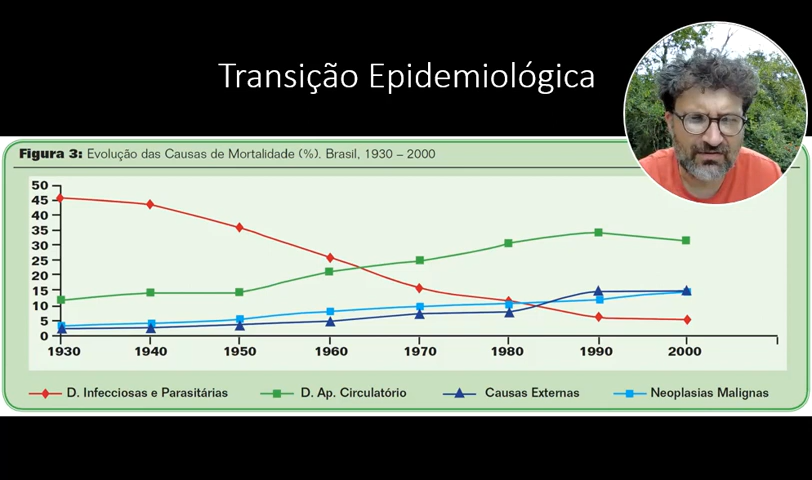 Transição Epidemiológica
Figura 3: Evolução das Causas de Mortalidade (%). Brasil, 1930 – 2000
50
45
40
35
30
25
20
15
10
5
0
1930 1940 1950 1960 1970 1980 1990 2000
D. Infecciosas e Parasitárias D. Ap. Circulatório Causas Externas Neoplasias Malignas